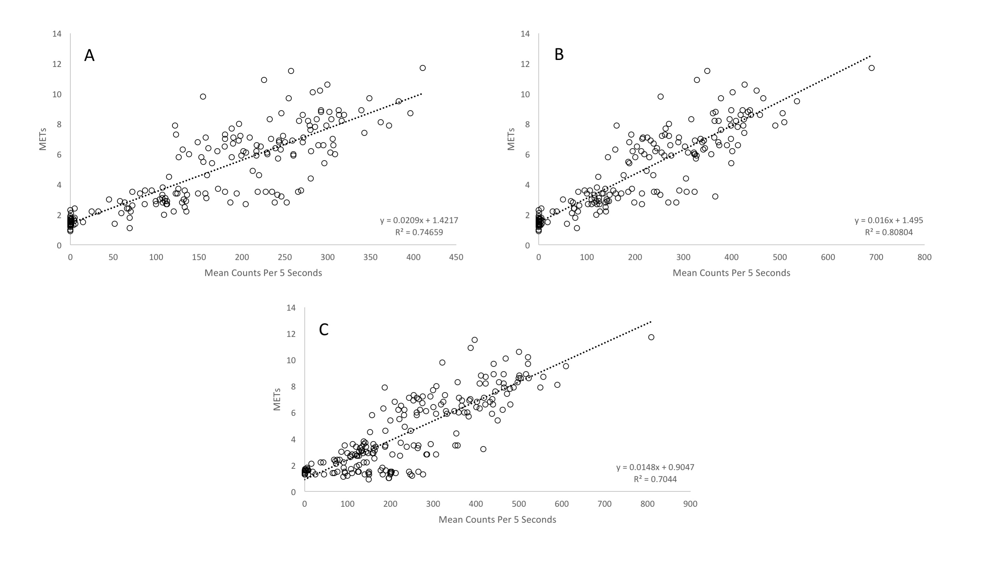 A
14
12
10
8
6
4
2
0
METs
y = 0.0209x + 1.4217
R² = 0.74659
0 50 100 150 200 250 300 350 400 450
Mean Counts Per 5 Seconds
B
14
12
10
8
6
4
2
0
METs
y = 0.016x + 1.495
R² = 0.80804
0 100 200 300 400 500 600 700 800
Mean Counts Per 5 Seconds
C
14
12
10
8
6
4
2
0
METs
y = 0.0148x + 0.9047
R² = 0.7044
0 100 200 300 400 500 600 700 800 900
Mean Counts Per 5 Seconds